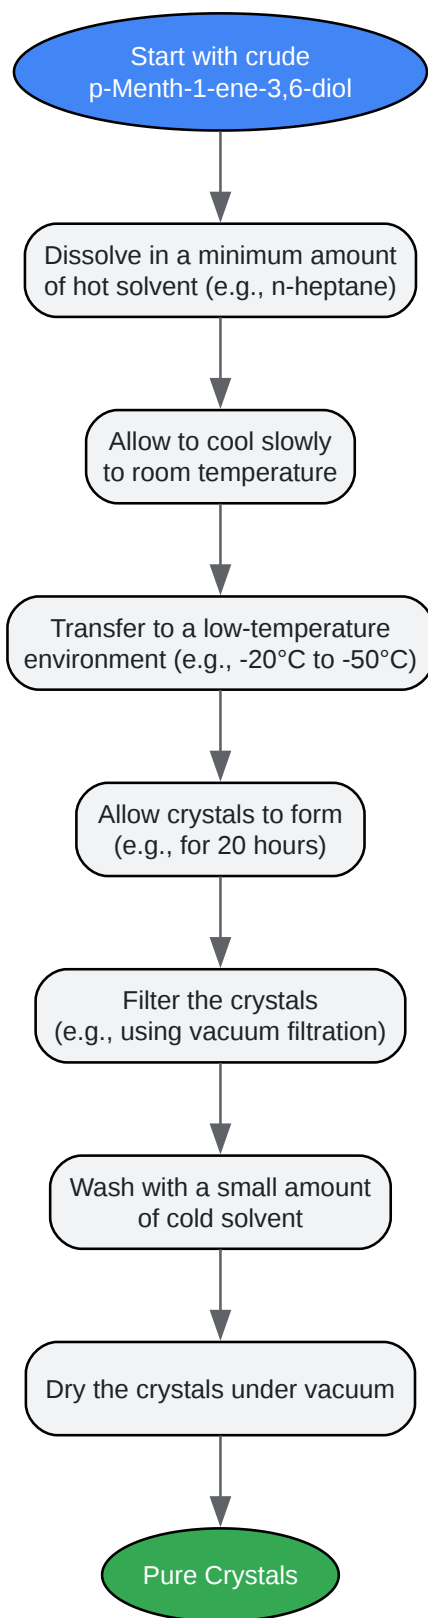 Start with crude
p-Menth-1-ene-3,6-diol
Dissolve in a minimum amount
of hot solvent (e.g., n-heptane)
Allow to cool slowly
to room temperature
Transfer to a low-temperature
environment (e.g., -20°C to -50°C)
Allow crystals to form
(e.g., for 20 hours)
Filter the crystals
(e.g., using vacuum filtration)
Wash with a small amount
of cold solvent
Dry the crystals under vacuum
Pure Crystals